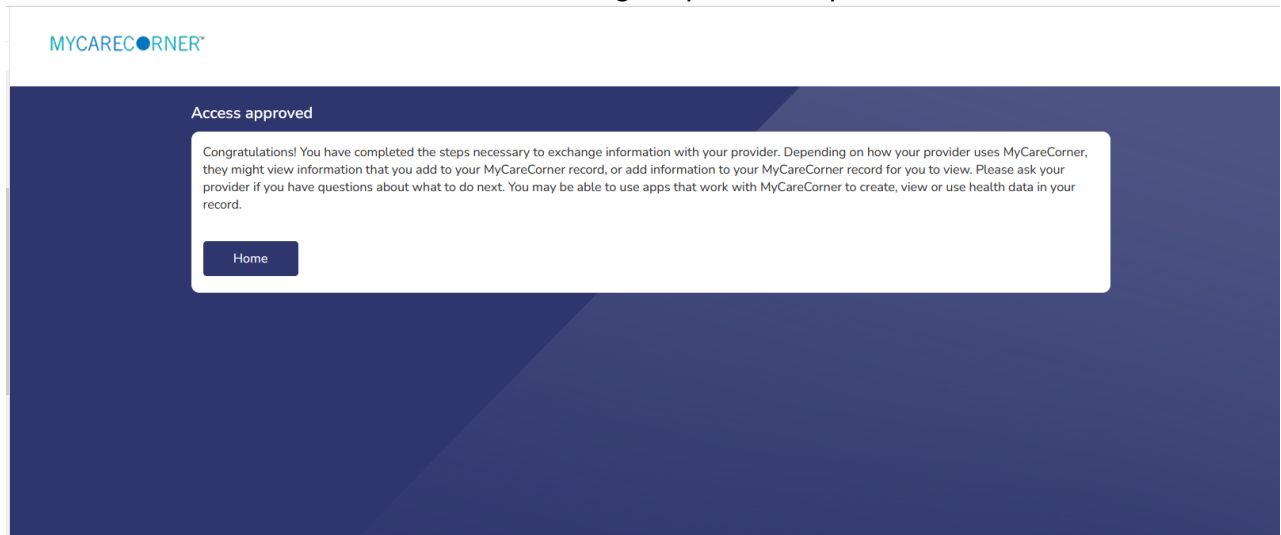 MYCARECORNER™
Access approved
Congratulations! You have completed the steps necessary to exchange information with your provider. Depending on how your provider uses MyCareCorner,
they might view information that you add to your MyCareCorner record, or add information to your MyCareCorner record for you to view. Please ask your
provider if you have questions about what to do next. You may be able to use apps that work with MyCareCorner to create, view or use health data in your
record.
Home